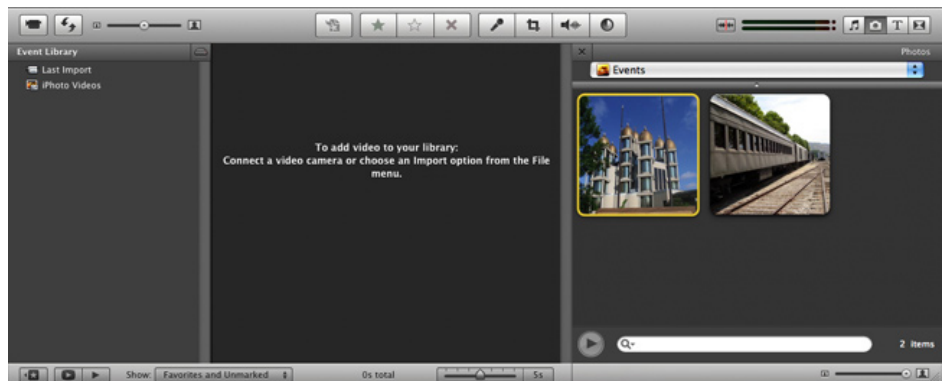 Event Library
Photos
Last Import
Events
iPhoto Videos
To add video to your library:
Connect a video camera or choose an Import option from the File
menu.
2 items
Show: Favorites and Unmarked
0s total
5s
T